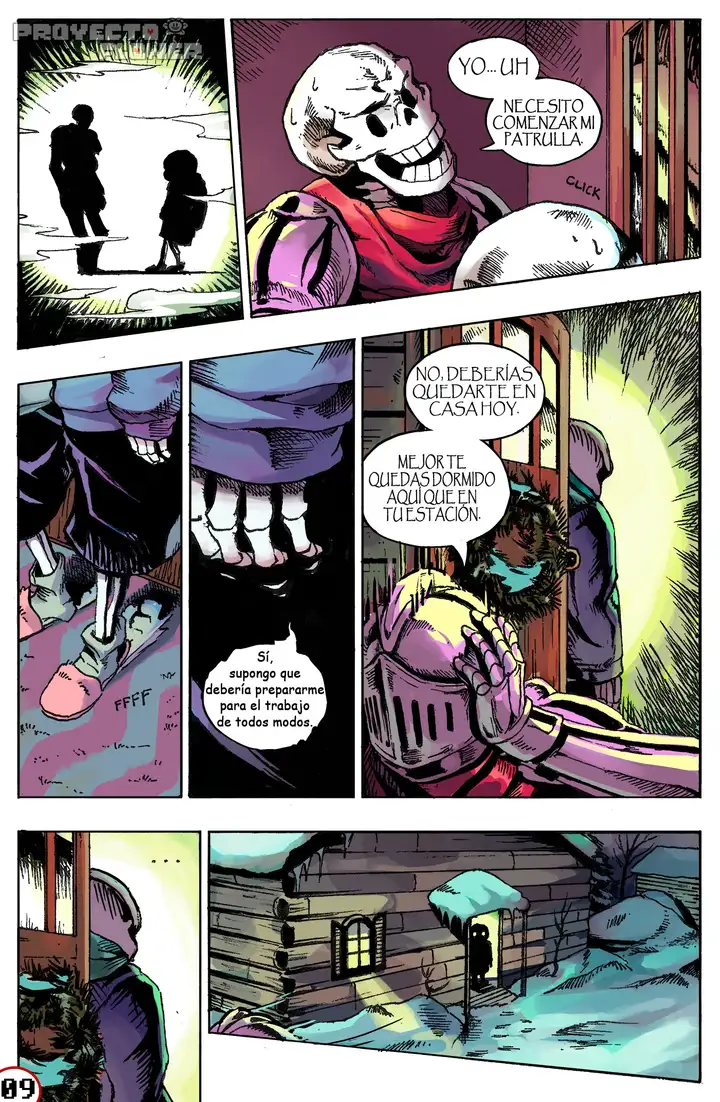 PROYECTO
FLOWER
YO... UH
NECESITO
COMENZAR MI
PATRULLA.
CLICK
NO, DEBERÍAS
QUEDARTE EN
CASA HOY.
MEJOR TE
QUEDAS DORMIDO
AQUÍ QUE EN
TU ESTACIÓN.
FFFF
Sí,
supongo que
debería prepararme
para el trabajo
de todos modos.
...
09